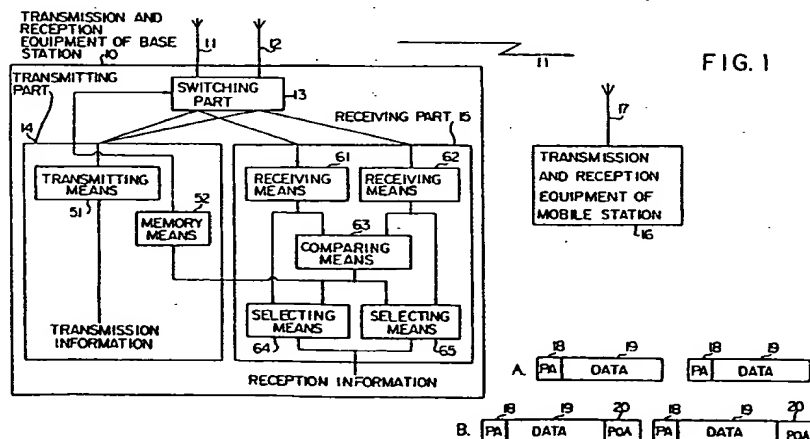 TRANSMISSION AND
RECEPTION
EQUIPMENT OF BASE
STATION 10
11
12
11
FIG. 1
TRANSMITTING
PART
SWITCHING
PART
13
14
RECEIVING PART 15
17
61
62
TRANSMITTING
MEANS
51
52
MEMORY
MEANS
RECEIVING
MEANS
RECEIVING
MEANS
63
COMPARING
MEANS
TRANSMISSION
AND RECEPTION
EQUIPMENT OF
MOBILE STATION
16
SELECTING
MEANS
64
SELECTING
MEANS
65
TRANSMISSION
INFORMATION
RECEPTION INFORMATION
18 19 18 19
A. PA DATA PA DATA
18 19 20 18 19 20
B. PA DATA POA PA DATA POA